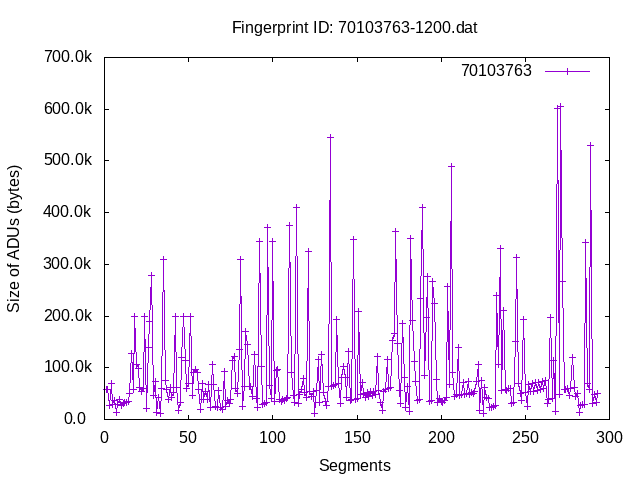 Fingerprint ID: 70103763-1200.dat
700.0k
70103763
600.0k
500.0k
400.0k
300.0k
200.0k
100.0k
0.0
Size of ADUs (bytes)
0 50 100 150 200 250 300
Segments